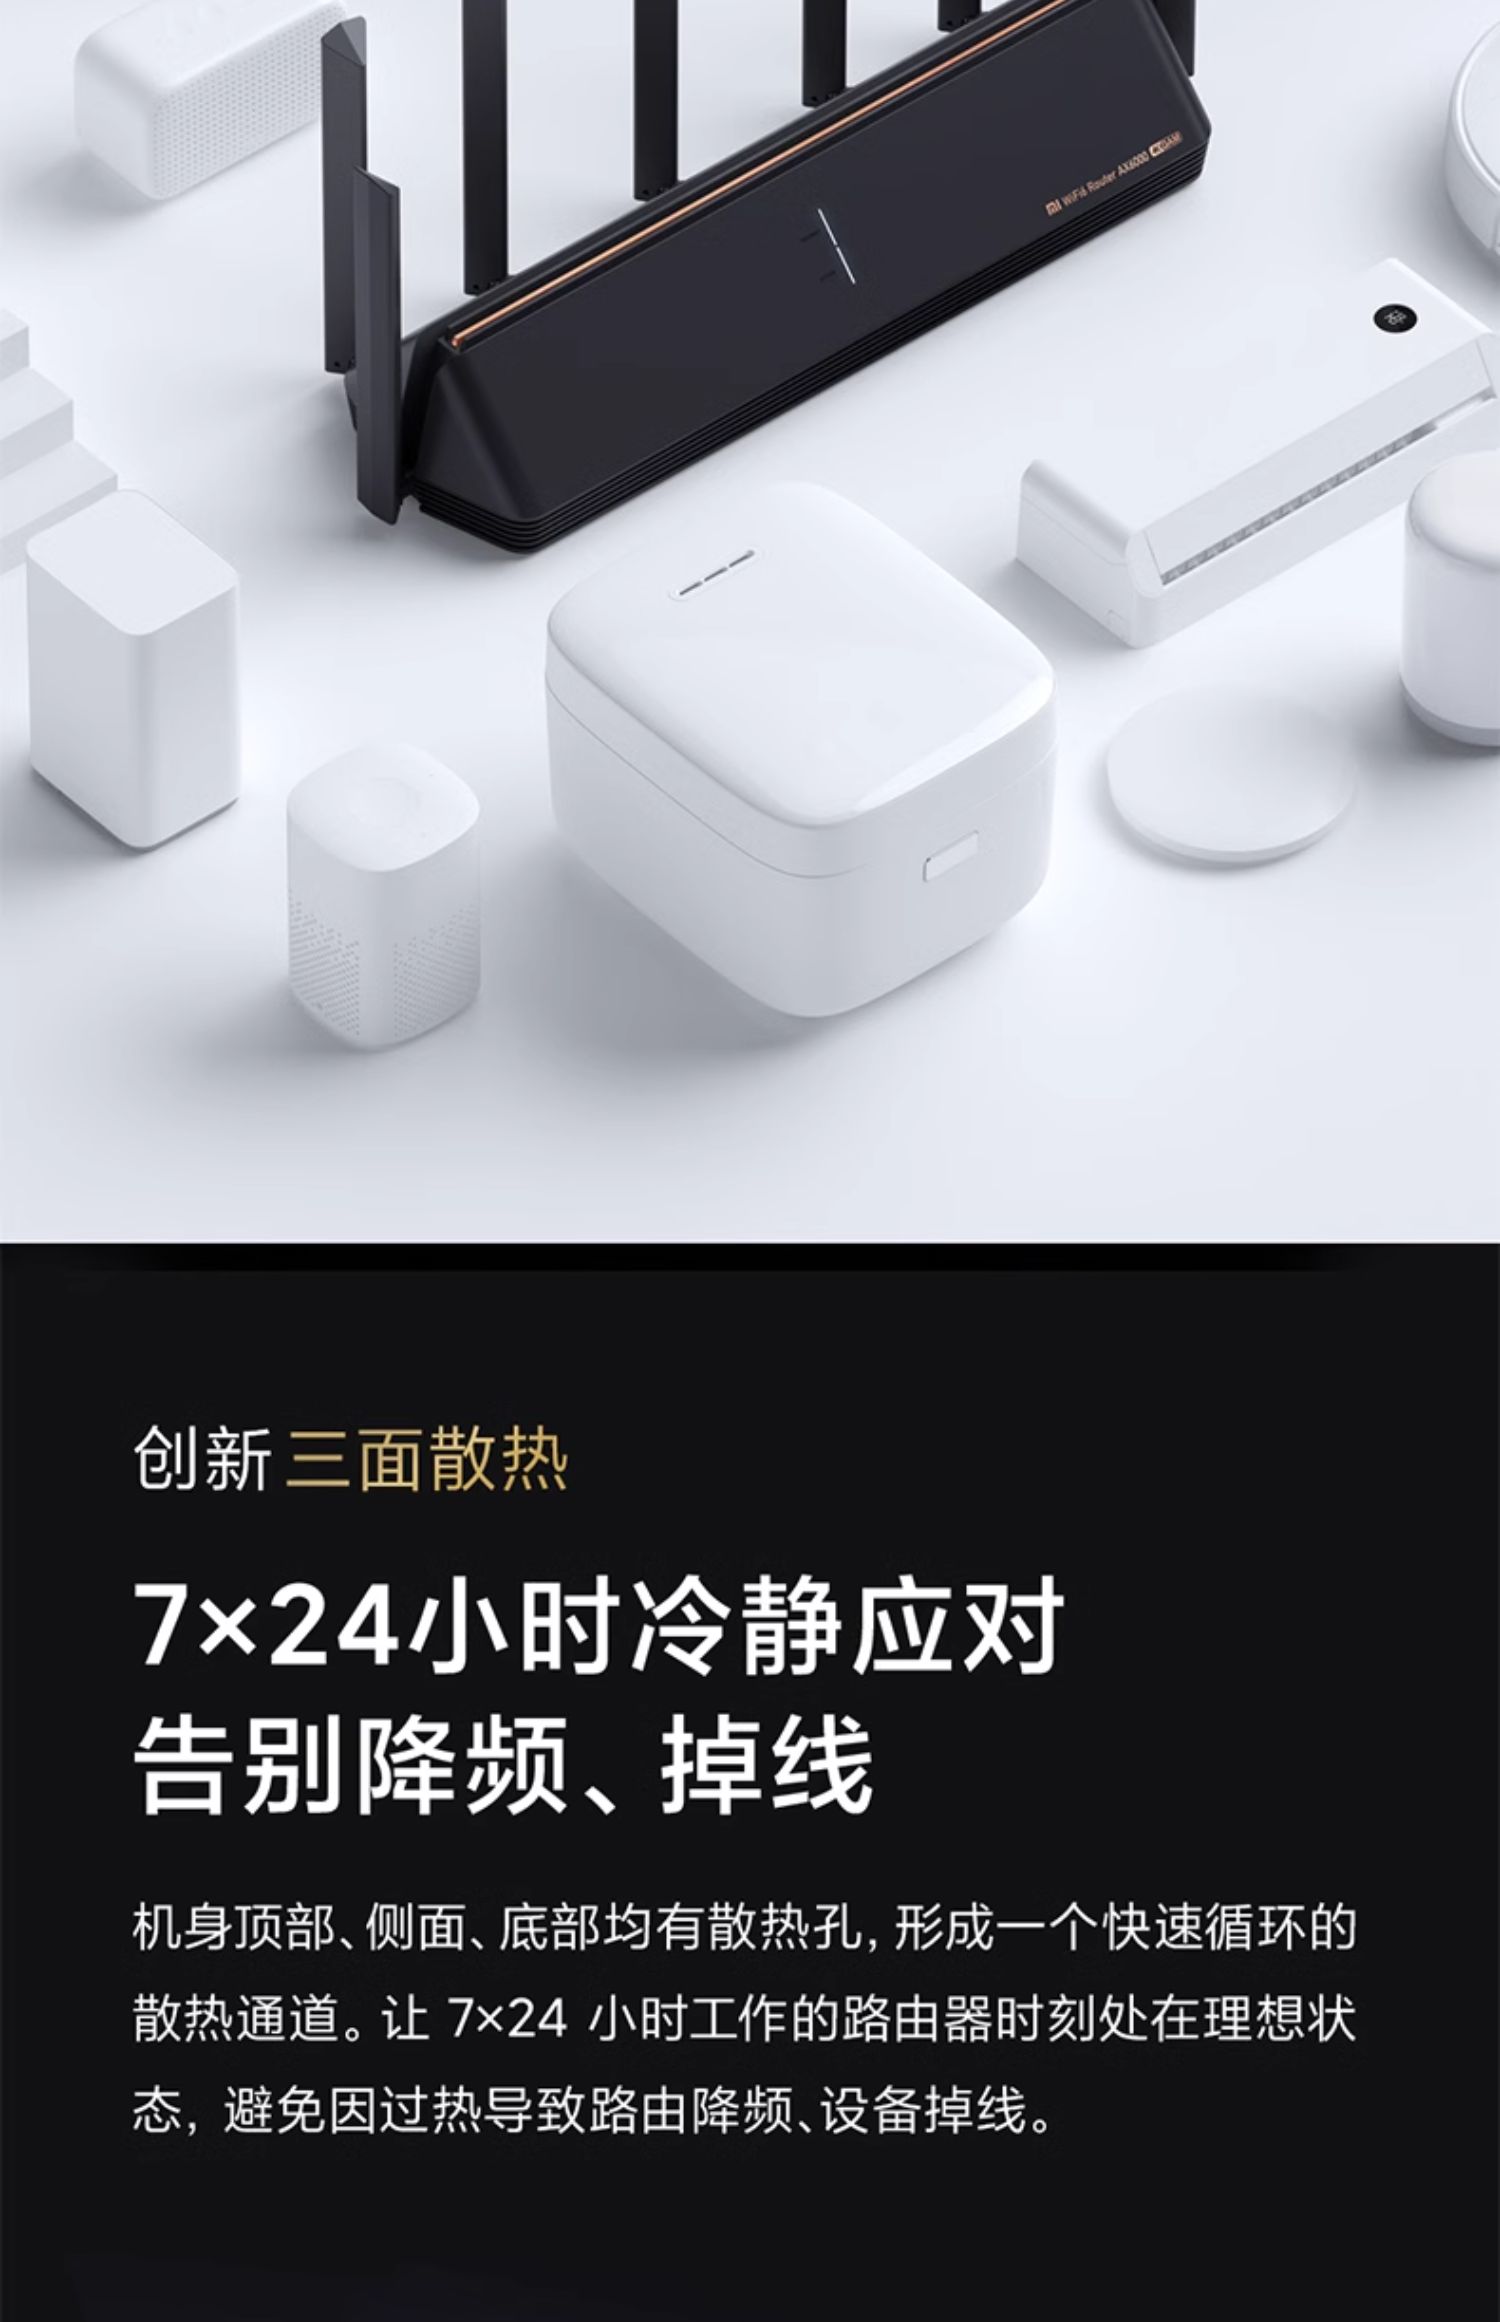 WiFi6 Router AX6000
创新三面散热
7×24小时冷静应对
告别降频、掉线
机身顶部、侧面、底部均有散热孔，形成一个快速循环的
散热通道。让 7×24 小时工作的路由器时刻处在理想状
态，避免因过热导致路由降频、设备掉线。